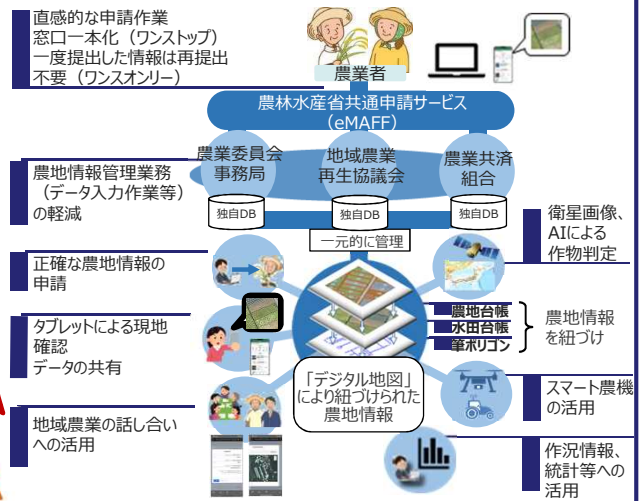 直感的な申請作業
窓口一本化（ワンストップ）
一度提出した情報は再提出
不要（ワンスオンリー）
農業者
農林水産省共通申請サービス
（eMAFF）
農業委員会
事務局
地域農業
再生協議会
農業共済
組合
農地情報管理業務
（データ入力作業等）
の軽減
独自DB
独自DB
独自DB
一元的に管理
衛星画像、
AIによる
作物判定
正確な農地情報の
申請
農地台帳
水田台帳
筆ポリゴン
農地情報
を紐づけ
タブレットによる現地
確認
データの共有
「デジタル地図」
により紐づけられた
農地情報
スマート農機
の活用
地域農業の話し合い
への活用
作況情報、
統計等への
活用